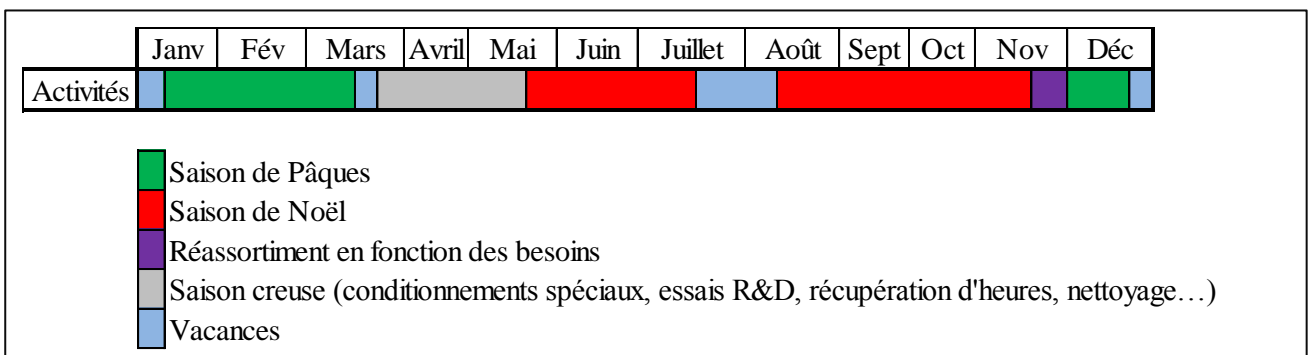 Janv Fév Mars Avril Mai Juin Juillet Août Sept Oct Nov Déc
Activités
Saison de Pâques
Saison de Noël
Réassortiment en fonction des besoins
Saison creuse (conditionnements spéciaux, essais R&D, récupération d'heures, nettoyage…)
Vacances